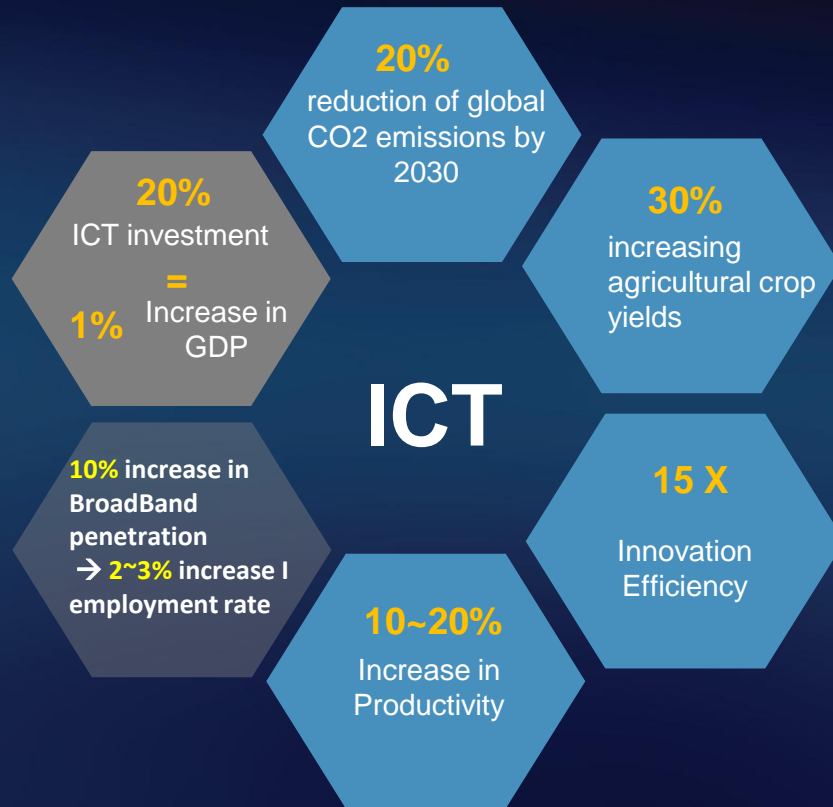 20%
reduction of global
CO2 emissions by
2030
20%
ICT investment
=
1% Increase in
GDP
30%
increasing
agricultural crop
yields
ICT
10% increase in
BroadBand
penetration
→ 2~3% increase I
employment rate
15 X
Innovation
Efficiency
10~20%
Increase in
Productivity